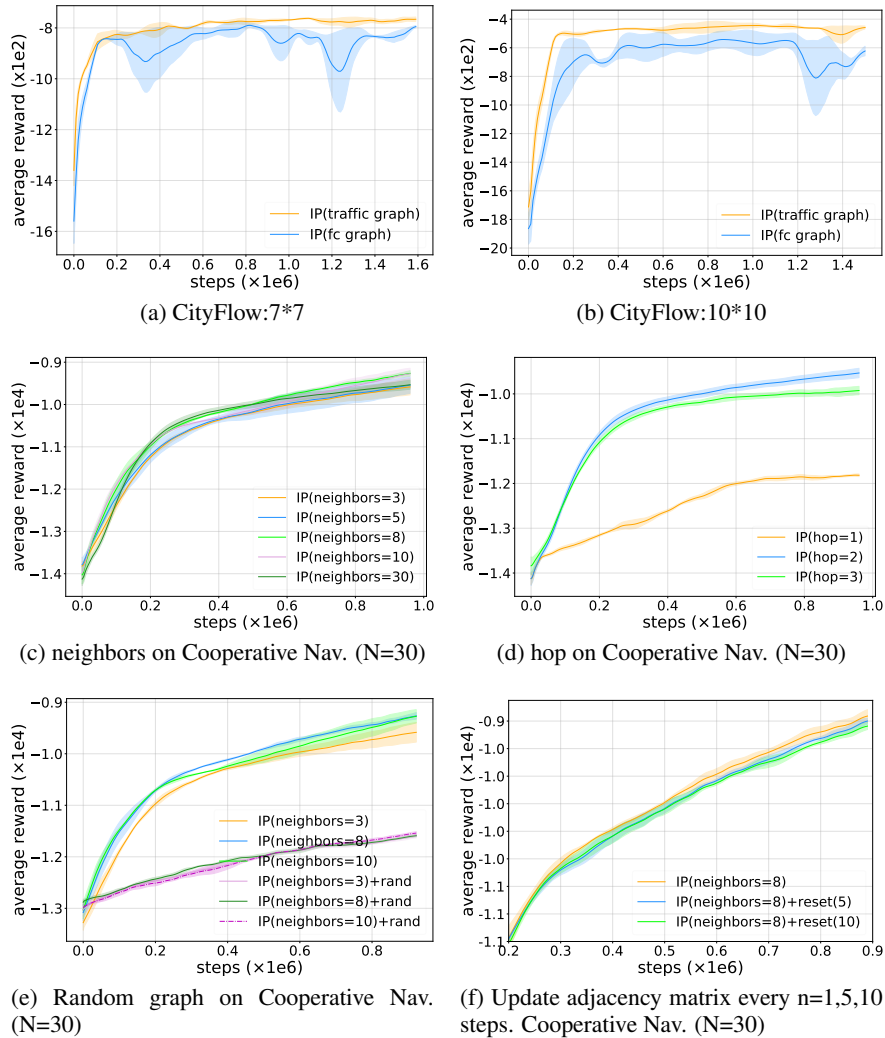 average reward (×1e2)
-8
-10
-12
-14
-16
IP(traffic graph)
IP(fc graph)
0.0 0.2 0.4 0.6 0.8 1.0 1.2 1.4 1.6
steps (×1e6)
(a) CityFlow:7*7
average reward (×1e2)
−4
−6
−8
−10
−12
−14
−16
−18
−20
IP(traffic graph)
IP(fc graph)
0.0 0.2 0.4 0.6 0.8 1.0 1.2 1.4
steps (×1e6)
(b) CityFlow:10*10
average reward (×1e4)
−0.9
−1.0
−1.1
−1.2
−1.3
−1.4
IP(neighbors=3)
IP(neighbors=5)
IP(neighbors=8)
IP(neighbors=10)
IP(neighbors=30)
0.0 0.2 0.4 0.6 0.8 1.0
steps (×1e6)
(c) neighbors on Cooperative Nav. (N=30)
average reward (×1e4)
−1.0
−1.1
−1.2
−1.3
−1.4
IP(hop=1)
IP(hop=2)
IP(hop=3)
0.0 0.2 0.4 0.6 0.8 1.0
steps (×1e6)
(d) hop on Cooperative Nav. (N=30)
average reward (×1e4)
−0.9
−1.0
−1.1
−1.2
−1.3
IP(neighbors=3)
IP(neighbors=8)
IP(neighbors=10)
IP(neighbors=3)+rand
IP(neighbors=8)+rand
IP(neighbors=10)+rand
0.0 0.2 0.4 0.6 0.8
steps (×1e6)
(e) Random graph on Cooperative Nav.
(N=30)
average reward (×1e4)
-0.9
-1.0
-1.0
-1.0
-1.0
-1.0
-1.1
-1.1
-1.1
IP(neighbors=8)
IP(neighbors=8)+reset(5)
IP(neighbors=8)+reset(10)
0.2 0.3 0.4 0.5 0.6 0.7 0.8 0.9
steps (×1e6)
(f) Update adjacency matrix every n=1,5,10
steps. Cooperative Nav. (N=30)